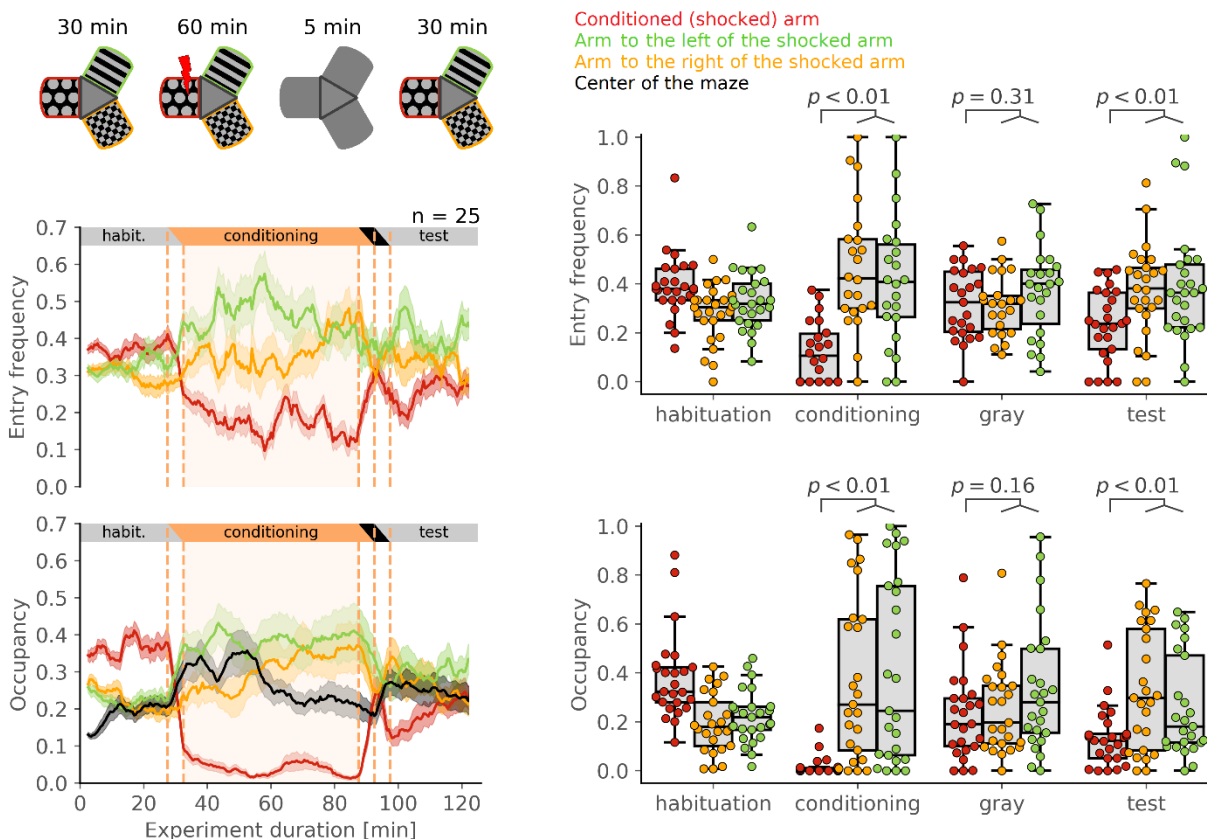 30 min 60 min 5 min 30 min
n = 25
0.7
0.6
0.5
0.4
0.3
0.2
0.1
0.0
Entry frequency
habit. conditioning test
0.7
0.6
0.5
0.4
0.3
0.2
0.1
0.0
Occupancy
habit. conditioning test
0 20 40 60 80 100 120
Experiment duration [min]
Conditioned (shocked) arm
Arm to the left of the shocked arm
Arm to the right of the shocked arm
Center of the maze
p < 0.01 p = 0.31 p < 0.01
1.0
0.8
0.6
0.4
0.2
0.0
Entry frequency
habituation conditioning gray test
p < 0.01 p = 0.16 p < 0.01
1.0
0.8
0.6
0.4
0.2
0.0
Occupancy
habituation conditioning gray test